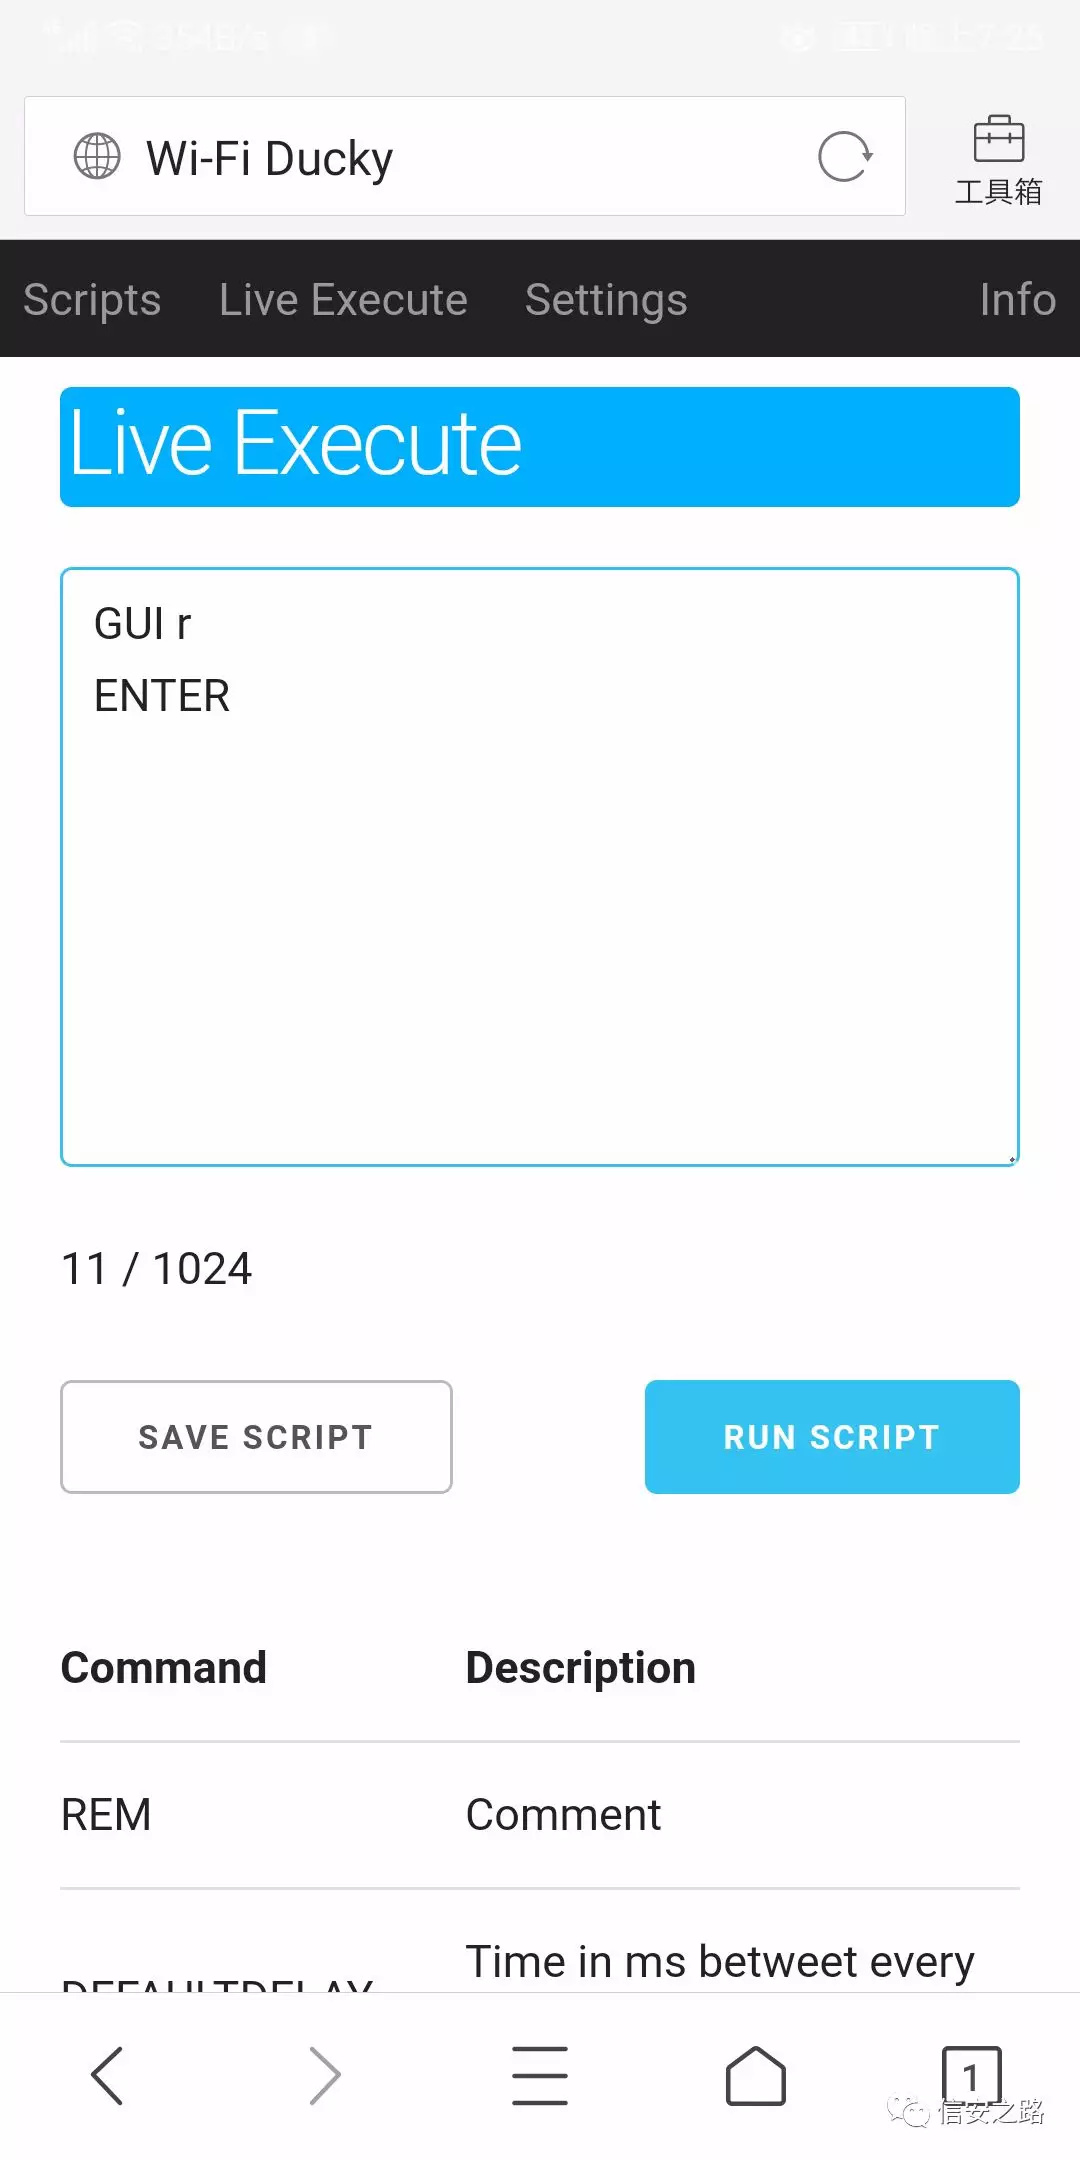 Wi-Fi Ducky
工具箱
Scripts Live Execute Settings Info
Live Execute
GUI r
ENTER
11 / 1024
SAVE SCRIPT RUN SCRIPT
Command Description
REM Comment
Time in ms betweet every
DEFAULTDELAY
1
信安之路